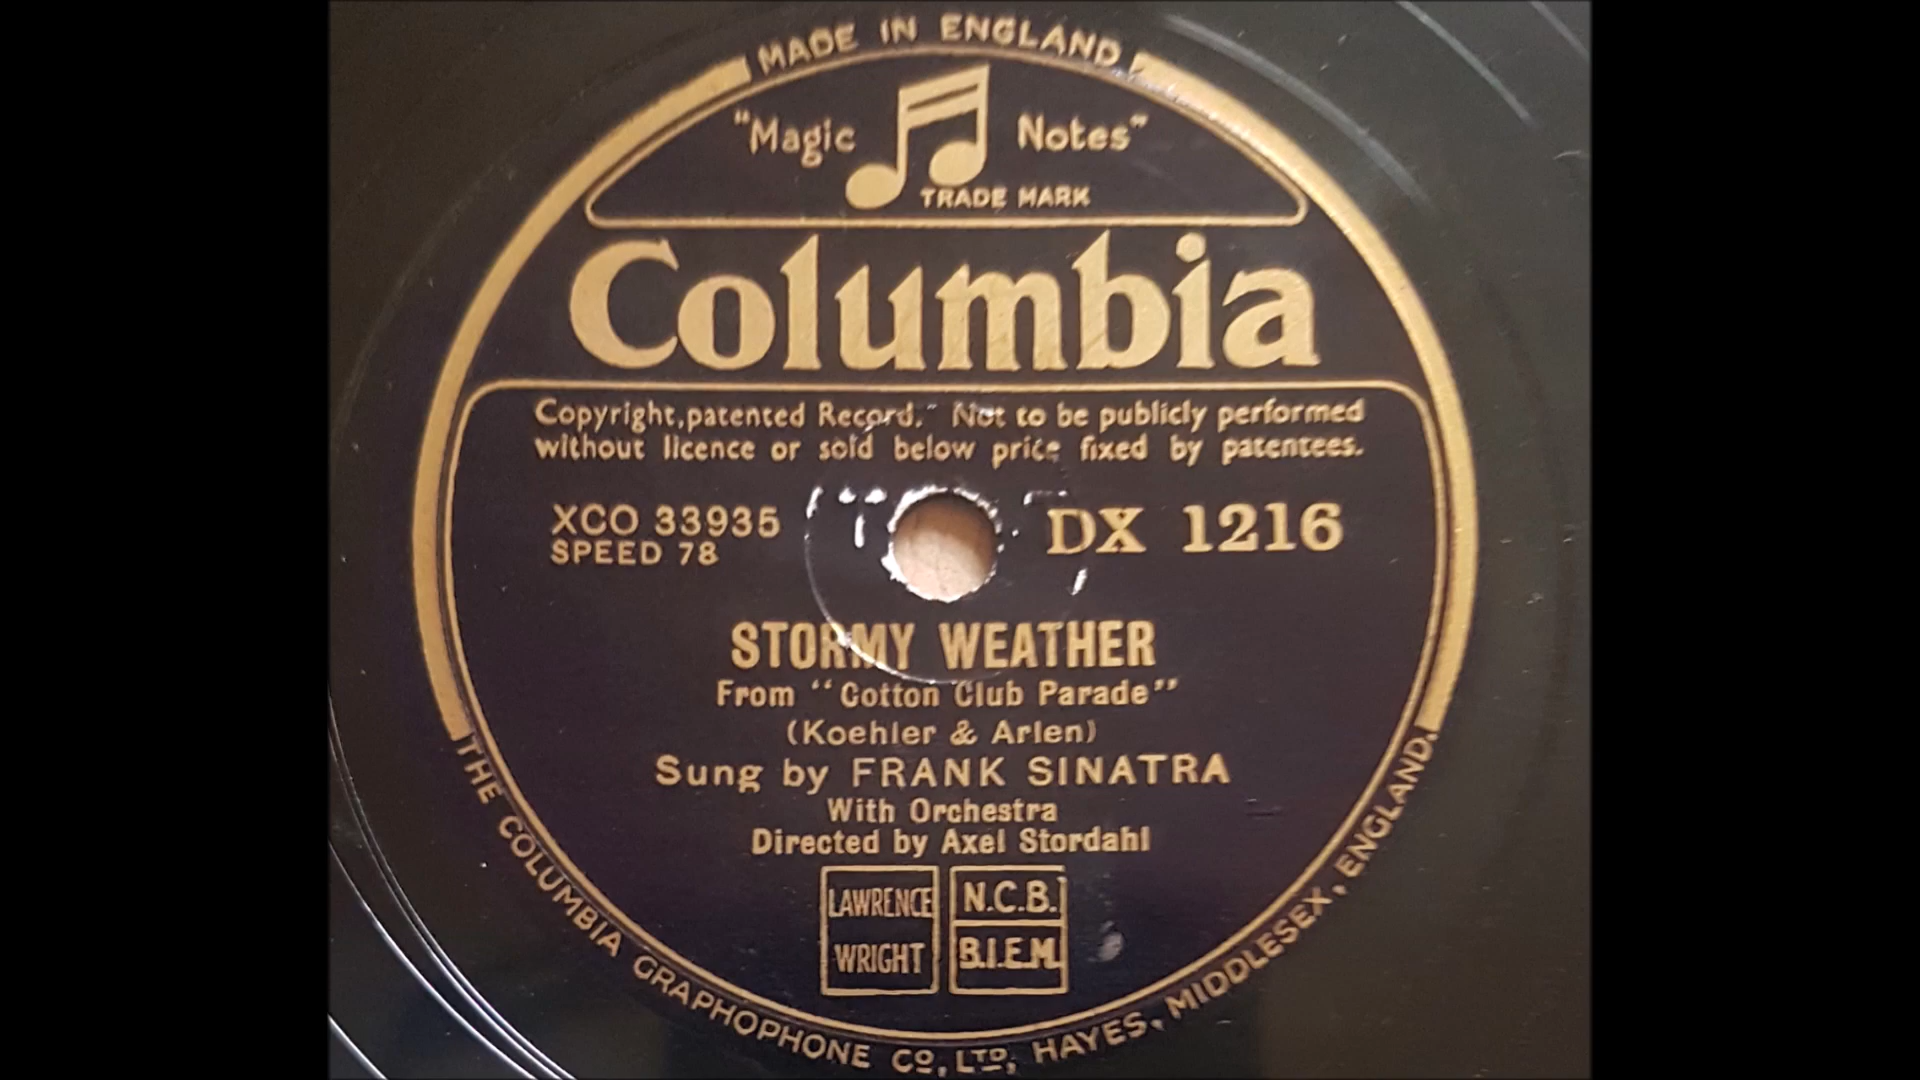 MADE IN ENGLAND
"Magic Notes"
TRADE MARK
Columbia
Copyright, patented Record. Not to be publicly performed
without licence or sold below price fixed by patentees.
XCO 33935
SPEED 78
DX 1216
STORMY WEATHER
From "Cotton Club Parade"
(Koehler & Arlen)
Sung by FRANK SINATRA
With Orchestra
Directed by Axel Stordahl
LAWRENCE
WRIGHT
N.C.B.
B.I.E.M.
THE COLUMBIA GRAPHOPHONE CO, LTD, HAYES, MIDDLESEX, ENGLAND.